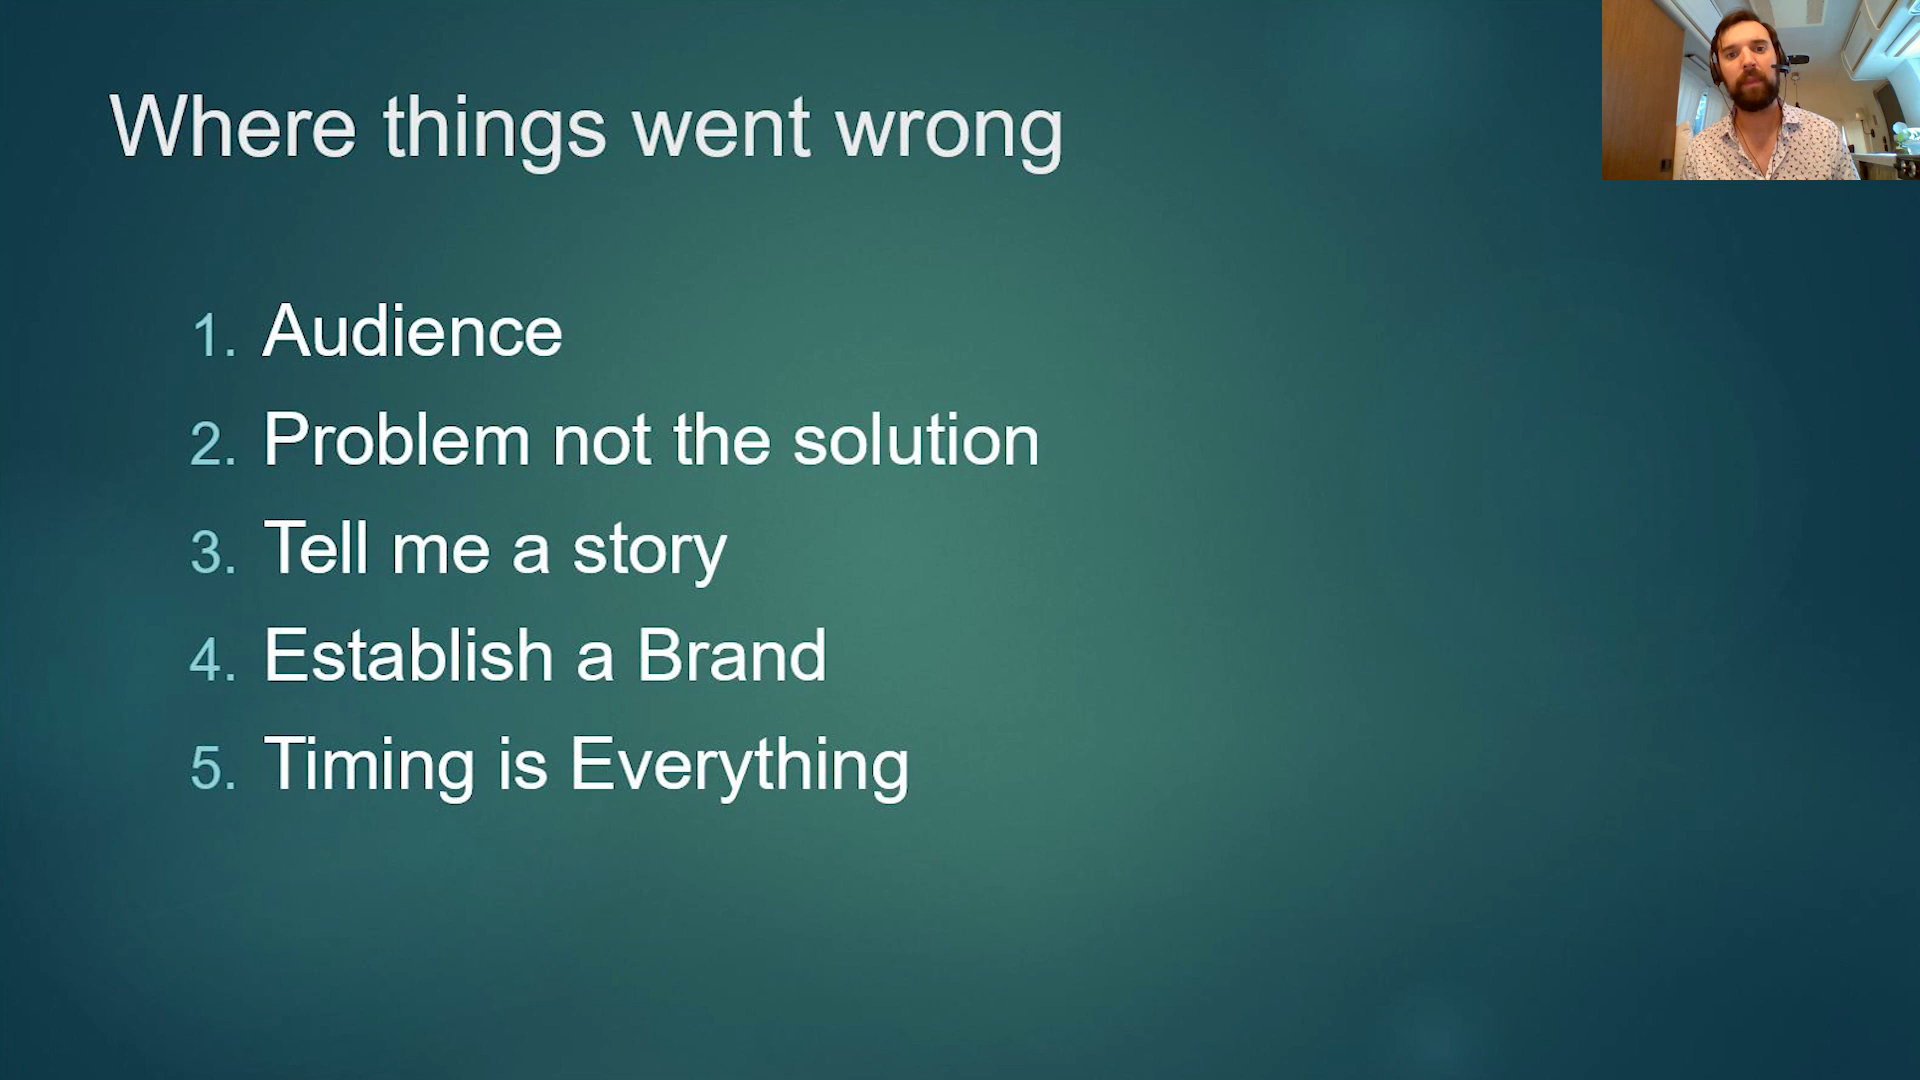 Where things went wrong
1. Audience
2. Problem not the solution
3. Tell me a story
4. Establish a Brand
5. Timing is Everything